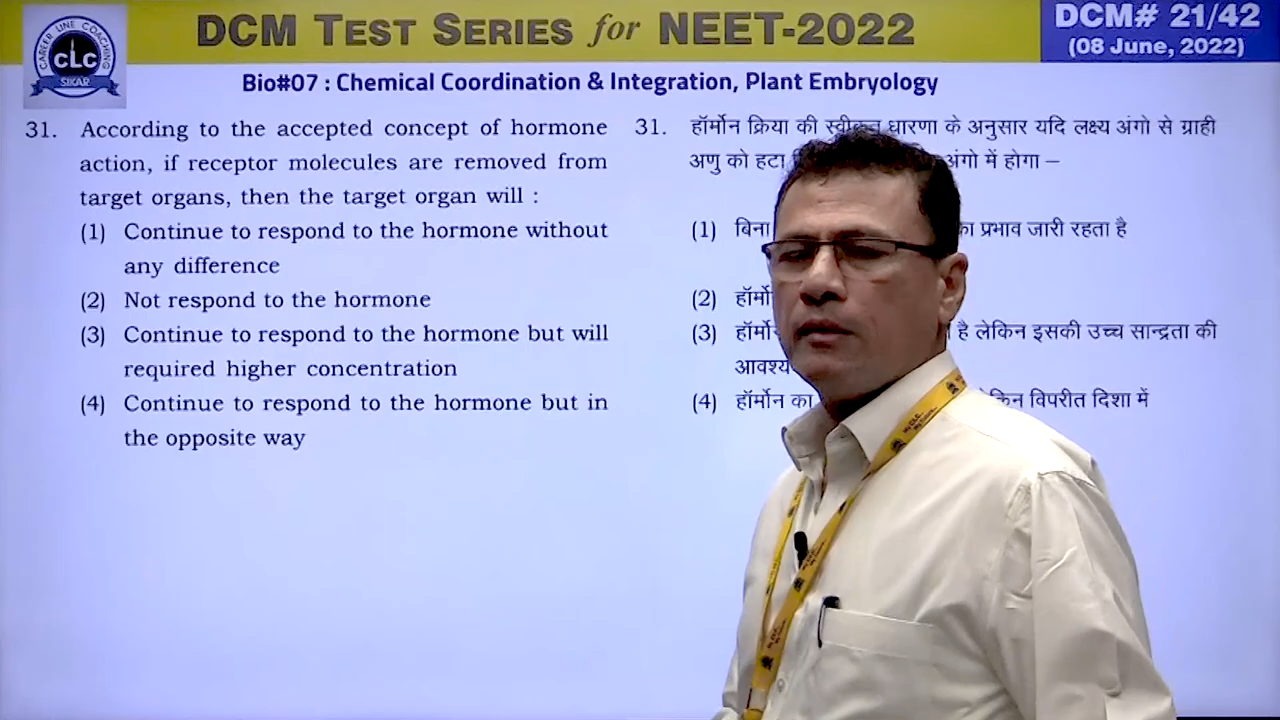 DCM TEST SERIES for NEET-2022
DCM# 21/42
(08 June, 2022)
CAREER LINE COACHING
CLC
SIKAR
Bio#07 : Chemical Coordination & Integration, Plant Embryology
31. According to the accepted concept of hormone
action, if receptor molecules are removed from
target organs, then the target organ will :
(1) Continue to respond to the hormone without
any difference
(2) Not respond to the hormone
(3) Continue to respond to the hormone but will
required higher concentration
(4) Continue to respond to the hormone but in
the opposite way
31. हॉर्मोन क्रिया की स्वीकृत धारणा के अनुसार यदि लक्ष्य अंगो से ग्राही
अणु को हटा अंगो में होगा –
(1) बिना का प्रभाव जारी रहता है
(2)
(3) है लेकिन इसकी उच्च सान्द्रता की
(4) हॉर्मोन का विपरीत दिशा में